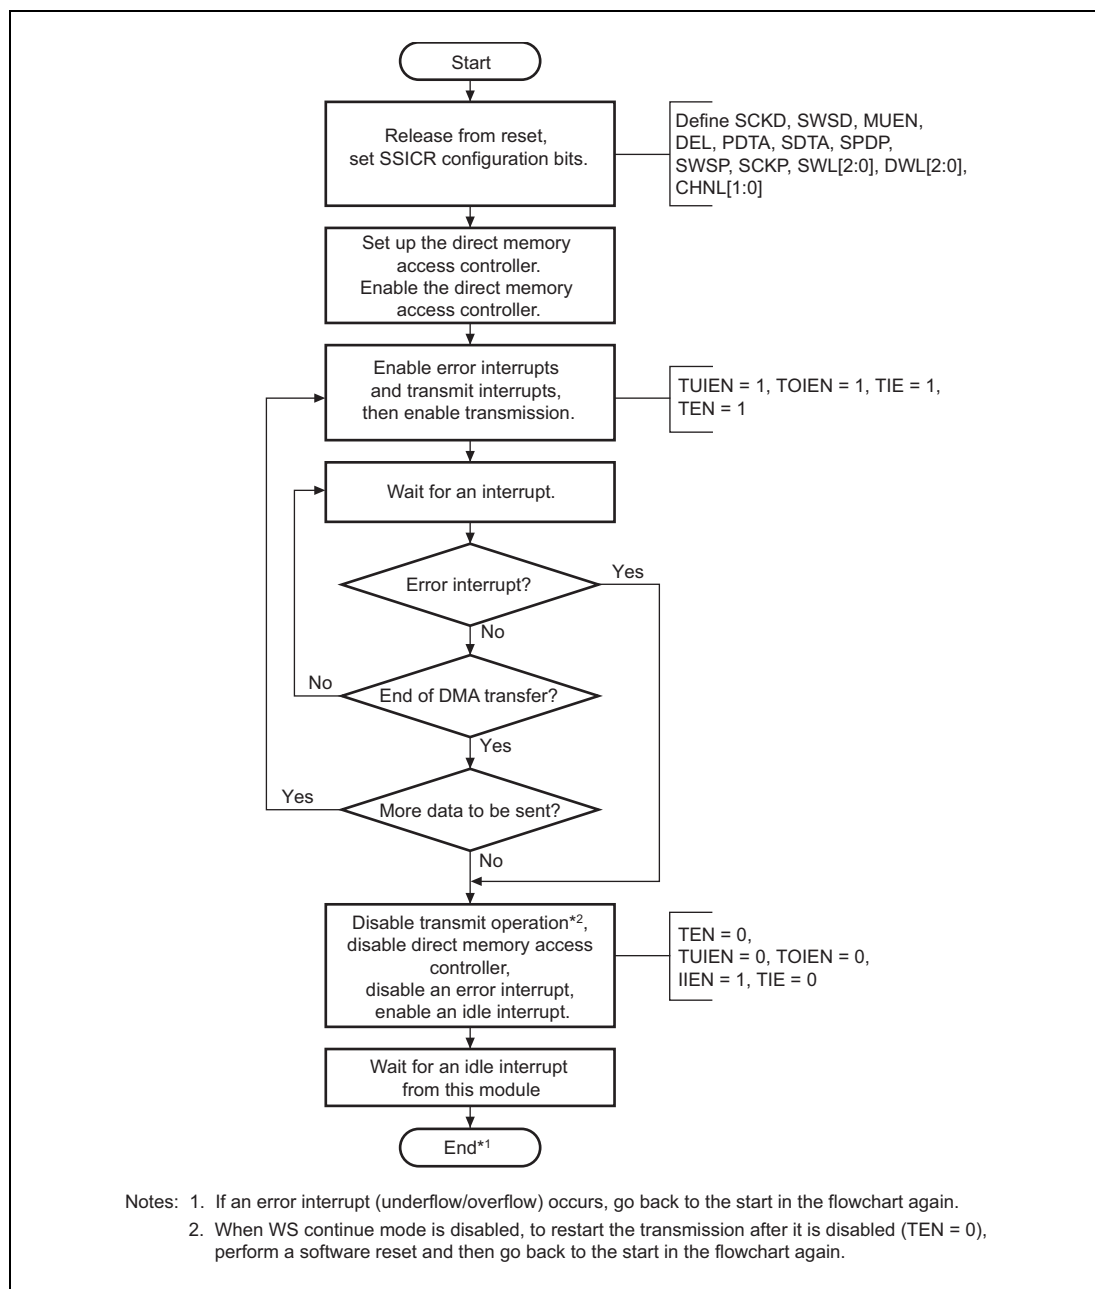 Start
Release from reset,
set SSICR configuration bits.
Define SCKD, SWSD, MUEN,
DEL, PDTA, SDTA, SPDP,
SWSP, SCKP, SWL[2:0], DWL[2:0],
CHNL[1:0]
Set up the direct memory
access controller.
Enable the direct memory
access controller.
Enable error interrupts
and transmit interrupts,
then enable transmission.
TUIEN = 1, TOIEN = 1, TIE = 1,
TEN = 1
Wait for an interrupt.
Error interrupt?
Yes
No
End of DMA transfer?
No
Yes
More data to be sent?
Yes
No
Disable transmit operation*2,
disable direct memory access
controller,
disable an error interrupt,
enable an idle interrupt.
TEN = 0,
TUIEN = 0, TOIEN = 0,
IIEN = 1, TIE = 0
Wait for an idle interrupt
from this module
End*1
Notes: 1. If an error interrupt (underflow/overflow) occurs, go back to the start in the flowchart again.
2. When WS continue mode is disabled, to restart the transmission after it is disabled (TEN = 0),
perform a software reset and then go back to the start in the flowchart again.